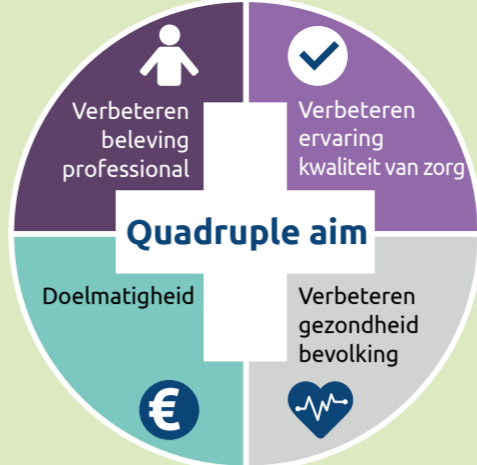 Verbeteren
beleving
professional
Verbeteren
ervaring
kwaliteit van zorg
Quadruple aim
Doelmatigheid
Verbeteren
gezondheid
bevolking
€